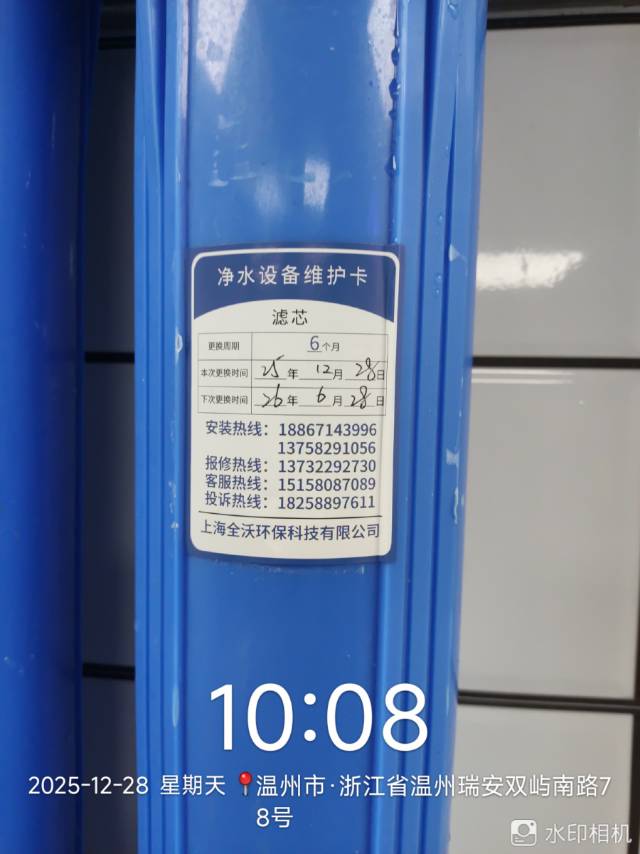 净水设备维护卡
滤芯
更换周期 6个月
本次更换时间 25年 12月 28日
下次更换时间 26年 6月 28日
安装热线：18867143996
13758291056
报修热线：13732292730
客服热线：15158087089
投诉热线：18258897611
上海全沃环保科技有限公司
10:08
2025-12-28 星期天 📍温州市·浙江省温州瑞安双屿南路7
8号
水印相机